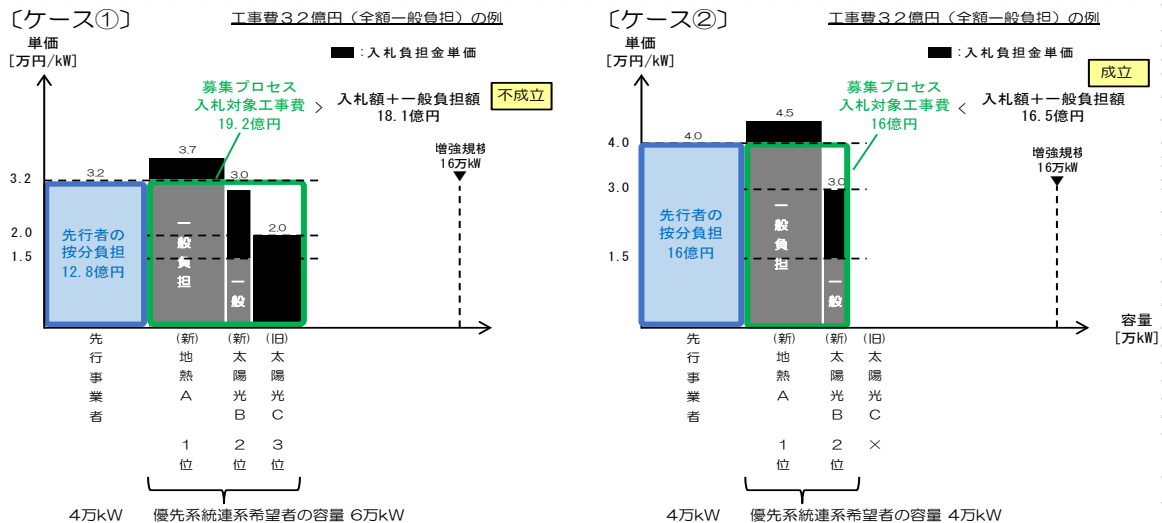 〔ケース①〕
工事費32億円（全額一般負担）の例
単価
[万円/kW]
■：入札負担金単価
募集プロセス
入札対象工事費
19.2億円
>
入札額＋一般負担額
18.1億円
不成立
増強規模
16万kW
3.2
2.0
1.5
3.2
3.7
3.0
2.0
先行者の
按分負担
12.8億円
一般負担
一般
先行事業者
(新)地熱A
1位
(新)太陽光B
2位
(旧)太陽光C
3位
4万kW
優先系統連系希望者の容量 6万kW
〔ケース②〕
工事費32億円（全額一般負担）の例
単価
[万円/kW]
■：入札負担金単価
募集プロセス
入札対象工事費
16億円
<
入札額＋一般負担額
16.5億円
成立
増強規模
16万kW
4.0
3.0
1.5
4.0
4.5
3.0
先行者の
按分負担
16億円
一般負担
一般
容量
[万kW]
先行事業者
(新)地熱A
1位
(新)太陽光B
2位
(旧)太陽光C
×
4万kW
優先系統連系希望者の容量 4万kW